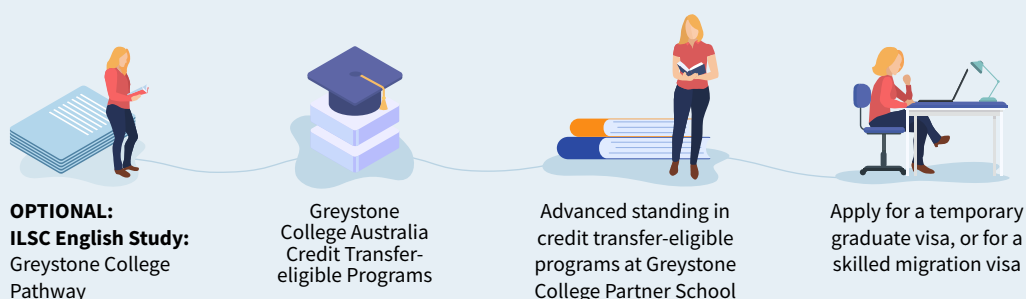 OPTIONAL:
ILSC English Study:
Greystone College
Pathway
Greystone
College Australia
Credit Transfer-
eligible Programs
Advanced standing in
credit transfer-eligible
programs at Greystone
College Partner School
Apply for a temporary
graduate visa, or for a
skilled migration visa